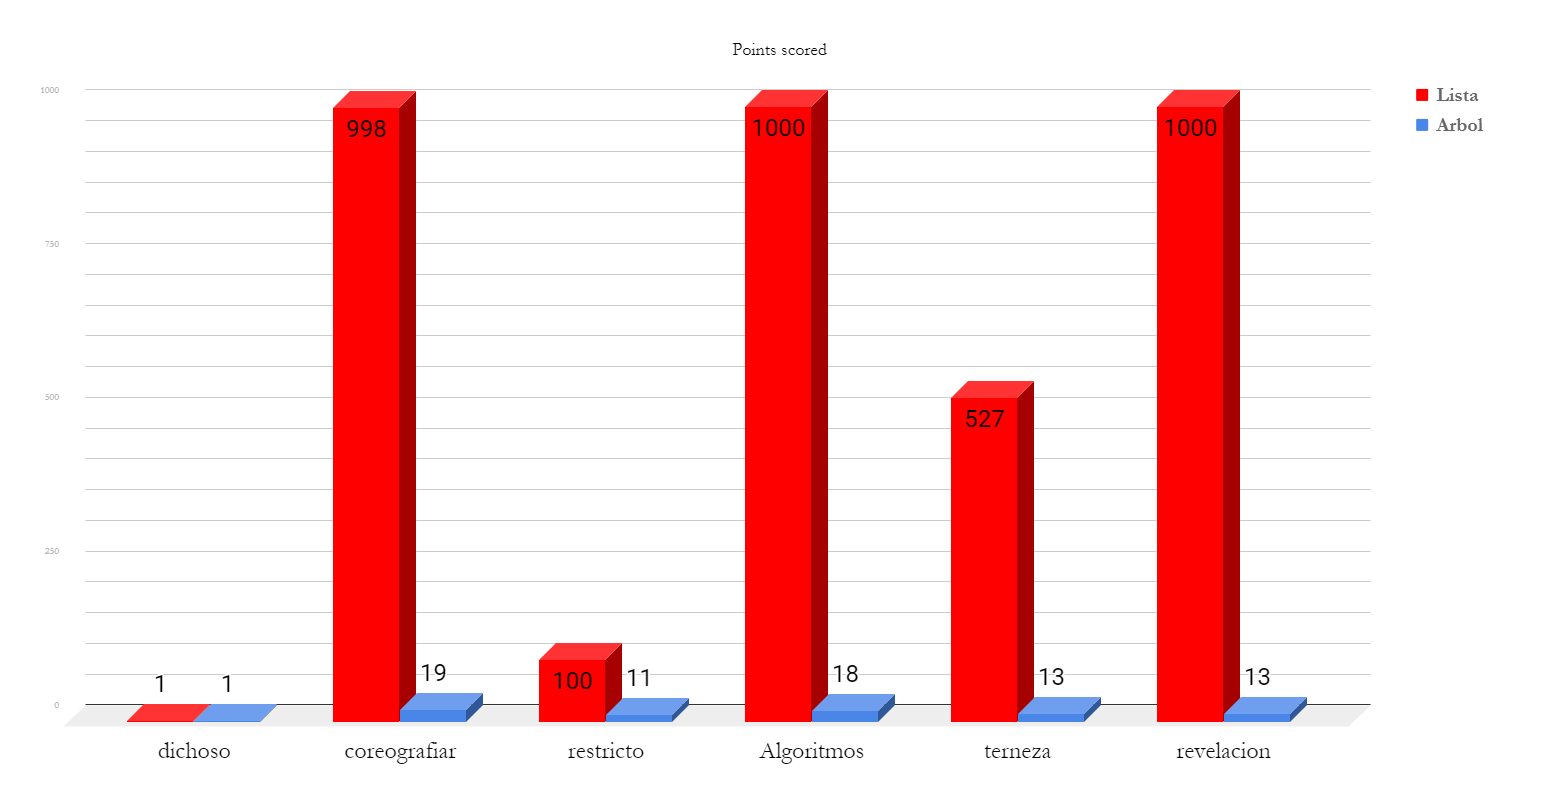 Points scored
1000
750
500
250
0
Lista
Arbol
1
1
998
19
100
11
1000
18
527
13
1000
13
dichoso
coreografiar
restricto
Algoritmos
terneza
revelacion